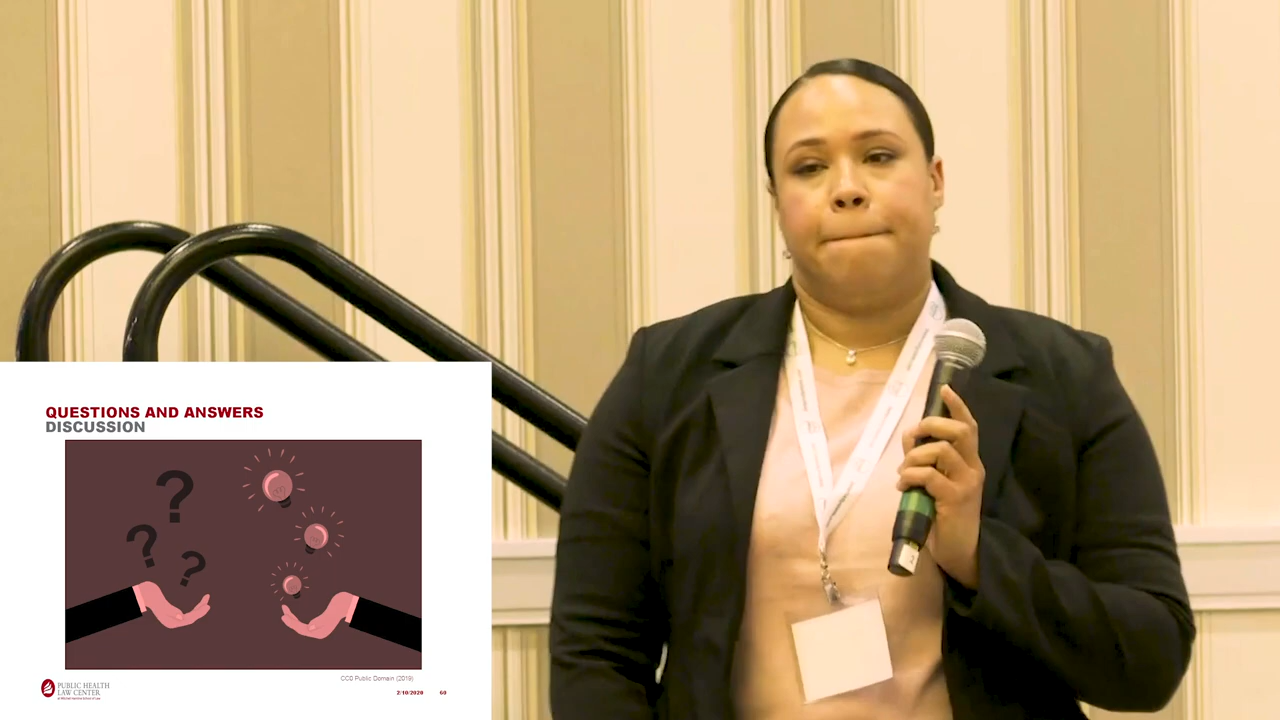 QUESTIONS AND ANSWERS
DISCUSSION
? ? ?
CC0 Public Domain (2019)
PUBLIC HEALTH
LAW CENTER
2/10/2020 60